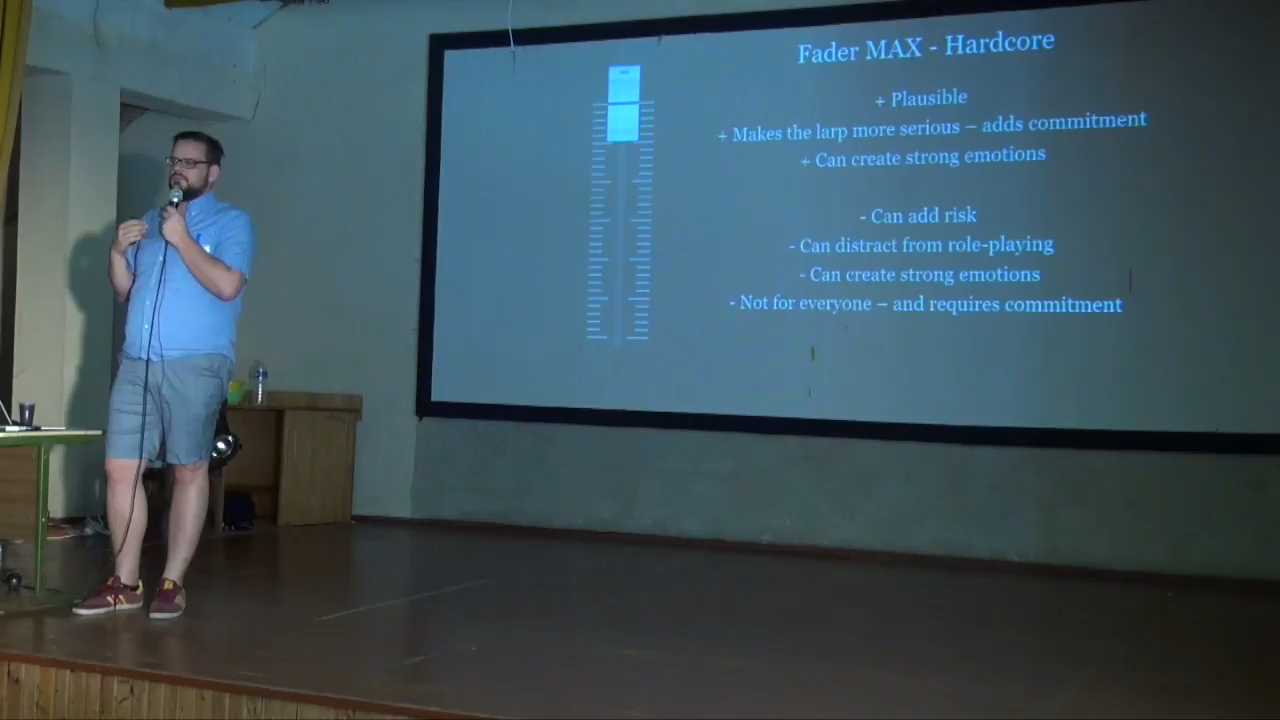 Fader MAX - Hardcore
+ Plausible
+ Makes the larp more serious – adds commitment
+ Can create strong emotions
- Can add risk
- Can distract from role-playing
- Can create strong emotions
- Not for everyone – and requires commitment